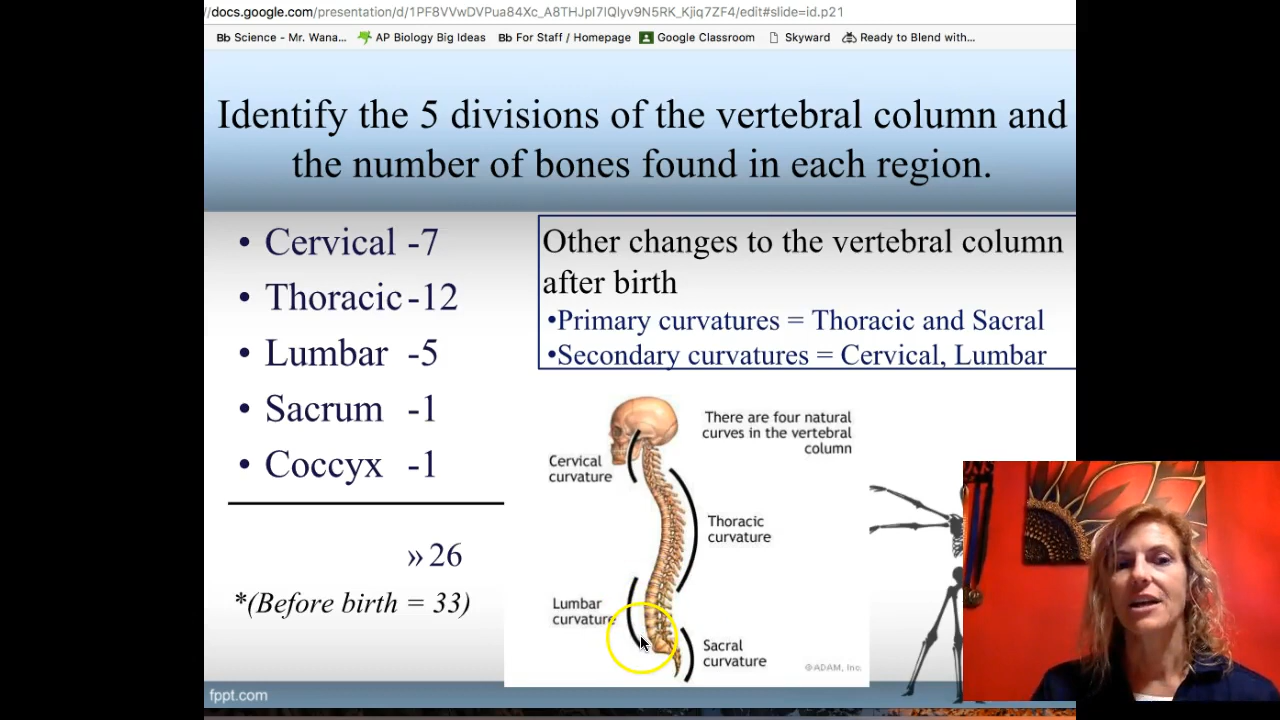 //docs.google.com/presentation/d/1PF8VVwDVPua84Xc_A8THJpI7IQlyv9N5RK_Kjiq7ZF4/edit#slide=id.p21
Bb Science - Mr. Wana... AP Biology Big Ideas Bb For Staff / Homepage Google Classroom Skyward Ready to Blend with...
Identify the 5 divisions of the vertebral column and
the number of bones found in each region.
• Cervical -7
• Thoracic -12
• Lumbar -5
• Sacrum -1
• Coccyx -1
» 26
*(Before birth = 33)
Other changes to the vertebral column
after birth
•Primary curvatures = Thoracic and Sacral
•Secondary curvatures = Cervical, Lumbar
There are four natural
curves in the vertebral
column
Cervical
curvature
Thoracic
curvature
Lumbar
curvature
Sacral
curvature
©ADAM, Inc.
fppt.com